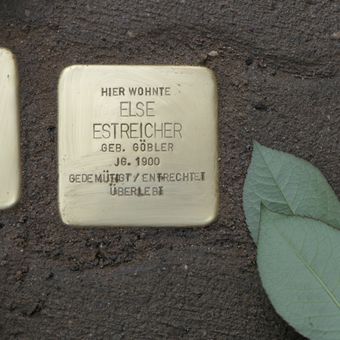 HIER WOHNTE
ELSE
ESTREICHER
GEB. GÖBLER
JG. 1900
GEDEMÜTIGT / ENTRECHTET
ÜBERLEBT